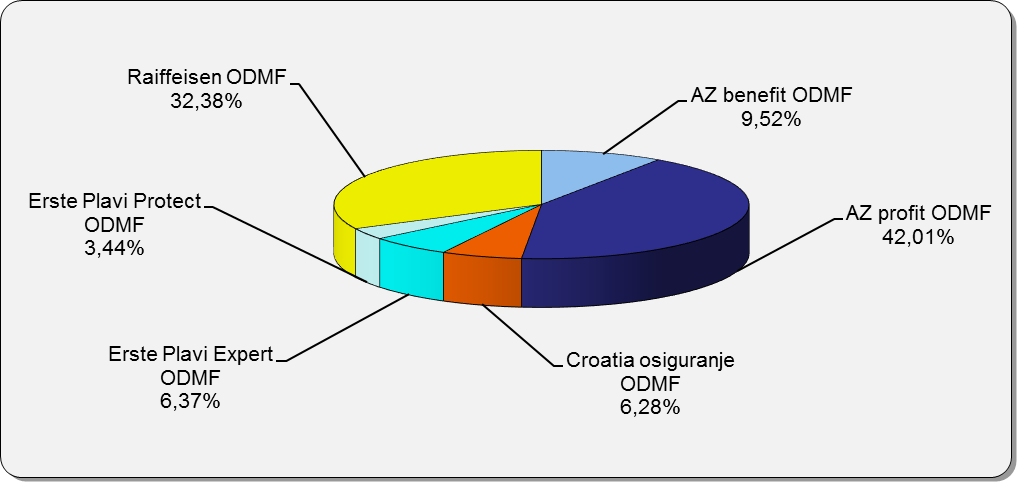 Raiffeisen ODMF
32,38%
AZ benefit ODMF
9,52%
Erste Plavi Protect
ODMF
3,44%
AZ profit ODMF
42,01%
Erste Plavi Expert
ODMF
6,37%
Croatia osiguranje
ODMF
6,28%